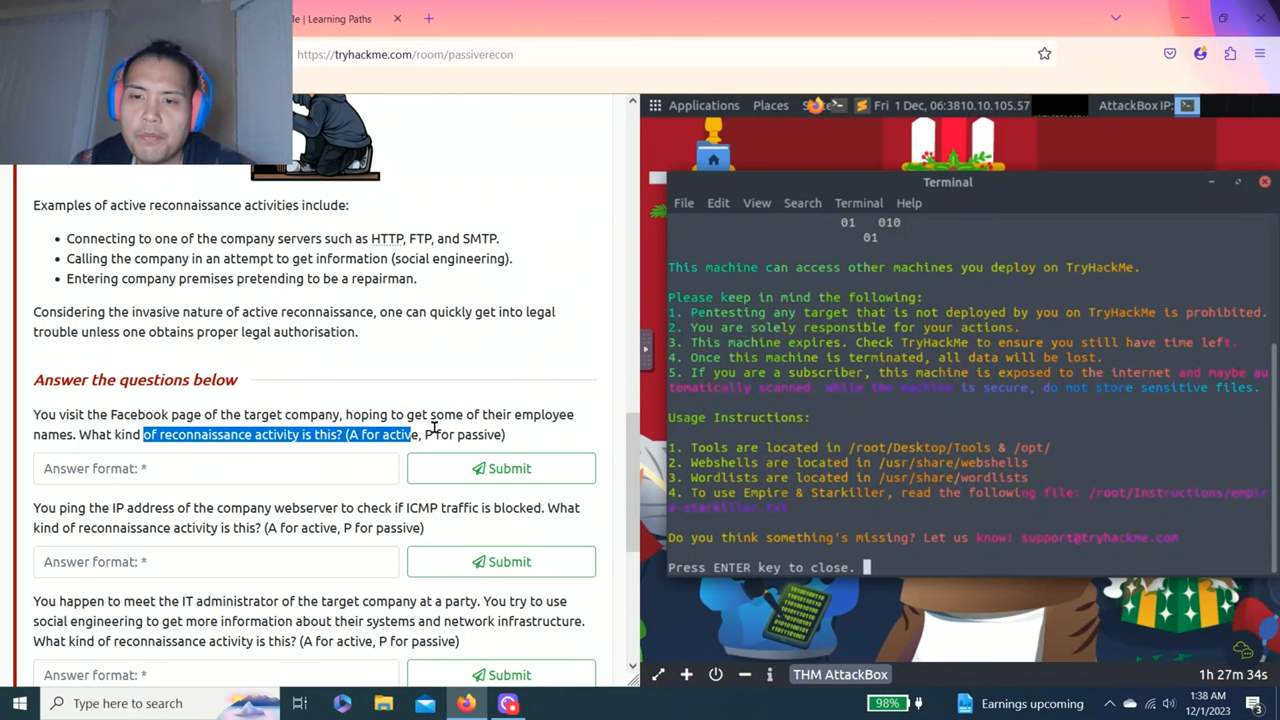 Me | Learning Paths
https://tryhackme.com/room/passiverecon
Examples of active reconnaissance activities include:
• Connecting to one of the company servers such as HTTP, FTP, and SMTP.
• Calling the company in an attempt to get information (social engineering).
• Entering company premises pretending to be a repairman.
Considering the invasive nature of active reconnaissance, one can quickly get into legal
trouble unless one obtains proper legal authorisation.
Answer the questions below
You visit the Facebook page of the target company, hoping to get some of their employee
names. What kind of reconnaissance activity is this? (A for active, P for passive)
Answer format: *
Submit
You ping the IP address of the company webserver to check if ICMP traffic is blocked. What
kind of reconnaissance activity is this? (A for active, P for passive)
Answer format: *
Submit
You happen to meet the IT administrator of the target company at a party. You try to use
social engineering to get more information about their systems and network infrastructure.
What kind of reconnaissance activity is this? (A for active, P for passive)
Answer format: *
Submit
Applications Places Fri 1 Dec, 06:3810.10.105.57 AttackBox IP:
Terminal
File Edit View Search Terminal Help
01 010
01
This machine can access other machines you deploy on TryHackMe.
Please keep in mind the following:
1. Pentesting any target that is not deployed by you on TryHackMe is prohibited.
2. You are solely responsible for your actions.
3. This machine expires. Check TryHackMe to ensure you still have time left.
4. Once this machine is terminated, all data will be lost.
5. If you are a subscriber, this machine is exposed to the internet and maybe au
tomatically scanned. While the machine is secure, do not store sensitive files.
Usage Instructions:
1. Tools are located in /root/Desktop/Tools & /opt/
2. Webshells are located in /usr/share/webshells
3. Wordlists are located in /usr/share/wordlists
4. To use Empire & Starkiller, read the following file: /root/Instructions/empir
e-starkiller.txt
Do you think something's missing? Let us know! support@tryhackme.com
Press ENTER key to close.
THM AttackBox
1h 27m 34s
Type here to search
98%
Earnings upcoming
1:38 AM
12/1/2023
3